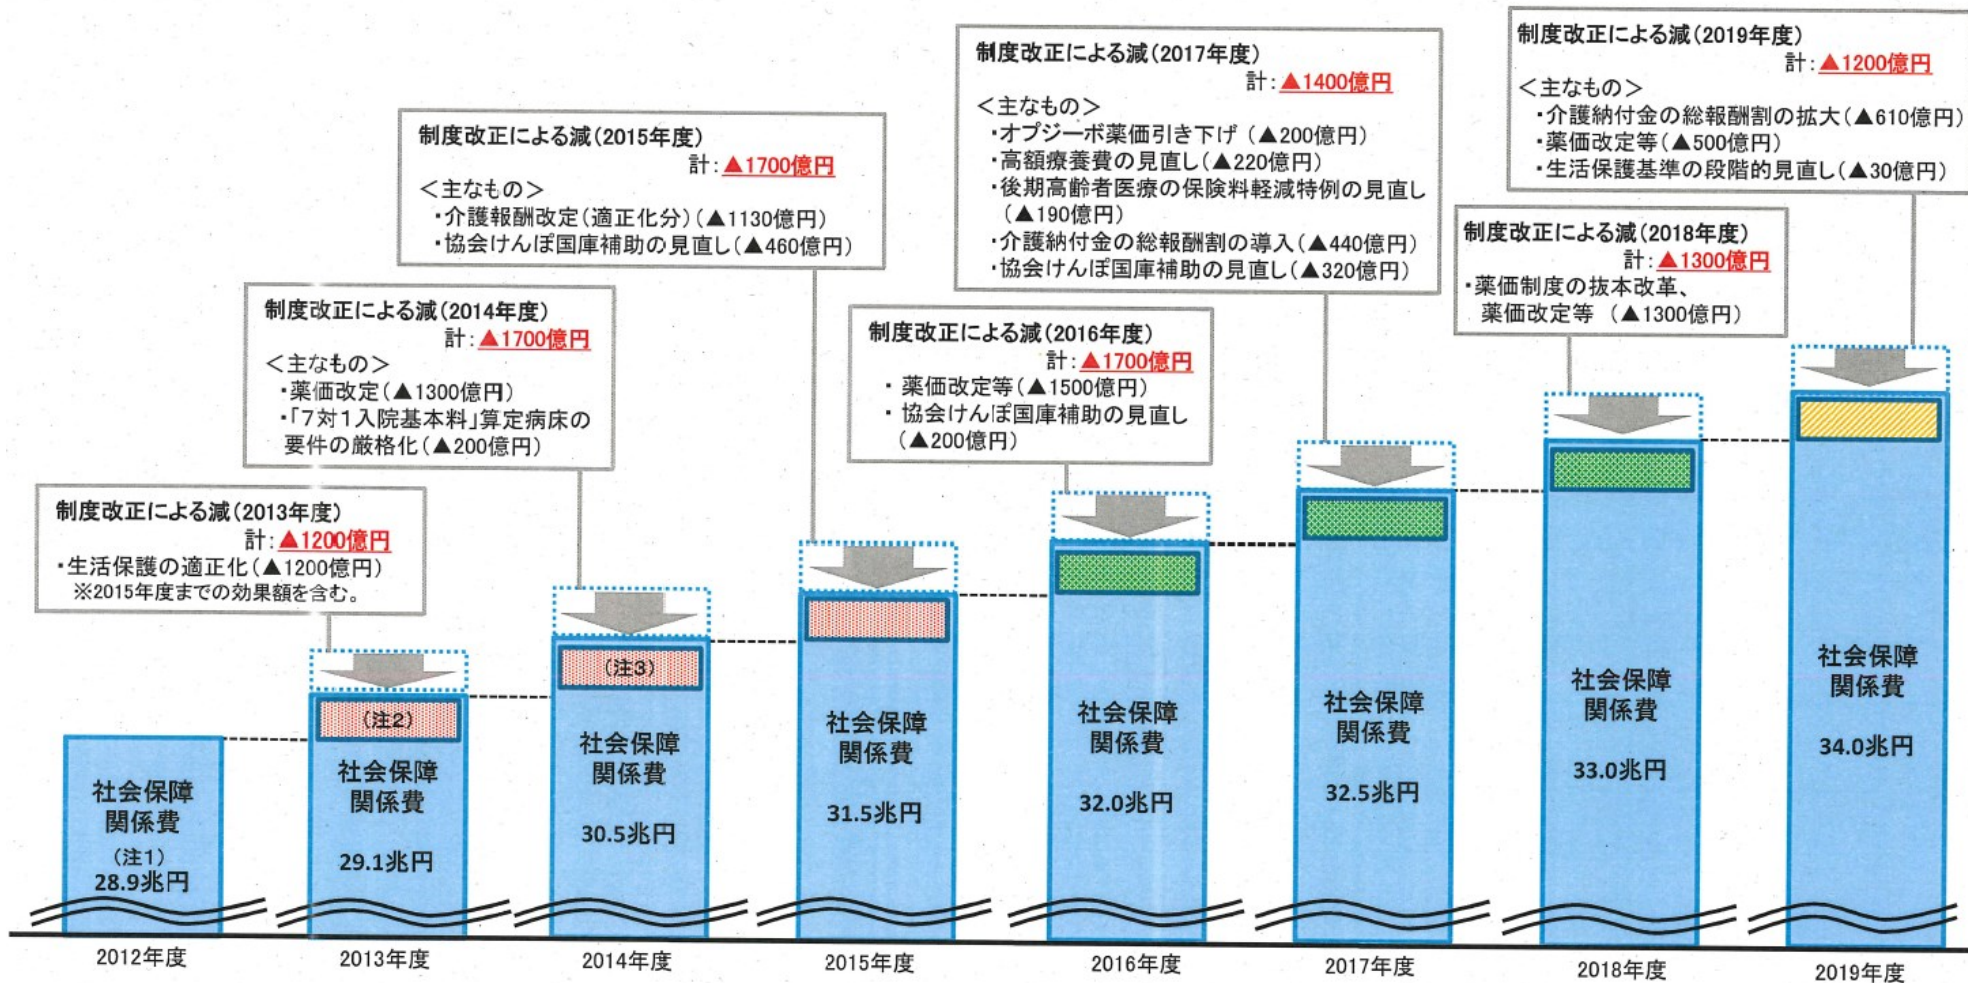 制度改正による減(2013年度)
計:▲1200億円
・生活保護の適正化(▲1200億円)
※2015年度までの効果額を含む。
制度改正による減(2014年度)
計:▲1700億円
<主なもの>
・薬価改定(▲1300億円)
・「7対1入院基本料」算定病床の
要件の厳格化(▲200億円)
制度改正による減(2015年度)
計:▲1700億円
<主なもの>
・介護報酬改定(適正化分)(▲1130億円)
・協会けんぽ国庫補助の見直し(▲460億円)
制度改正による減(2016年度)
計:▲1700億円
・薬価改定等(▲1500億円)
・協会けんぽ国庫補助の見直し
(▲200億円)
制度改正による減(2017年度)
計:▲1400億円
<主なもの>
・オプジーボ薬価引き下げ (▲200億円)
・高額療養費の見直し(▲220億円)
・後期高齢者医療の保険料軽減特例の見直し
(▲190億円)
・介護納付金の総報酬割の導入(▲440億円)
・協会けんぽ国庫補助の見直し(▲320億円)
制度改正による減(2018年度)
計:▲1300億円
・薬価制度の抜本改革、
薬価改定等 (▲1300億円)
制度改正による減(2019年度)
計:▲1200億円
<主なもの>
・介護納付金の総報酬割の拡大(▲610億円)
・薬価改定等(▲500億円)
・生活保護基準の段階的見直し(▲30億円)
社会保障
関係費
(注1)
28.9兆円
2012年度
(注2)
社会保障
関係費
29.1兆円
2013年度
(注3)
社会保障
関係費
30.5兆円
2014年度
社会保障
関係費
31.5兆円
2015年度
社会保障
関係費
32.0兆円
2016年度
社会保障
関係費
32.5兆円
2017年度
社会保障
関係費
33.0兆円
2018年度
社会保障
関係費
34.0兆円
2019年度